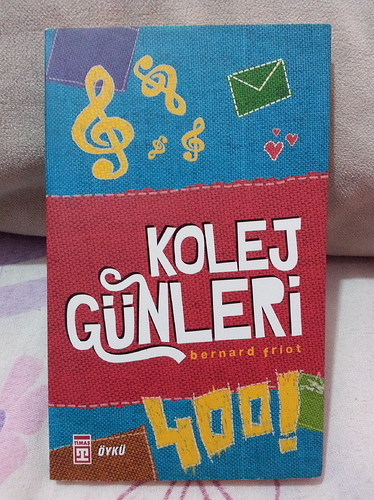 KOLEJ
GÜNLERİ
bernard friot
400!
TİMAŞ
ÖYKÜ